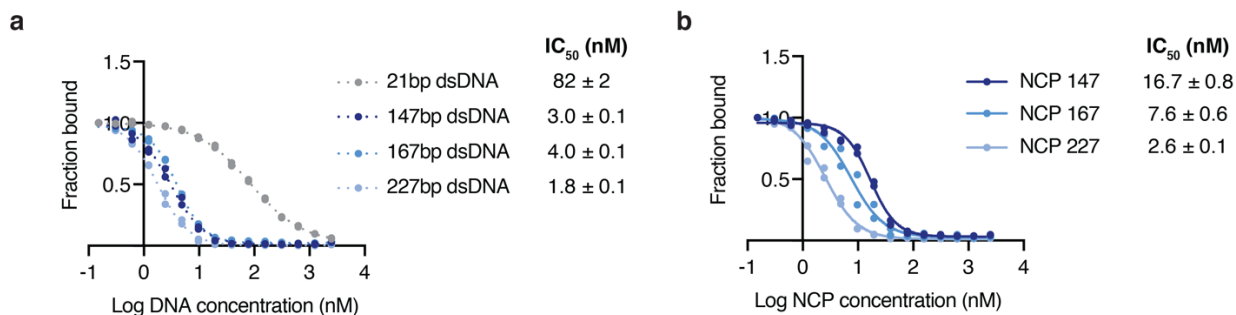 a
IC50 (nM)
1.5
1.0
0.5
Fraction bound
21bp dsDNA 82 ± 2
147bp dsDNA 3.0 ± 0.1
167bp dsDNA 4.0 ± 0.1
227bp dsDNA 1.8 ± 0.1
-1 0 1 2 3 4
Log DNA concentration (nM)
b
IC50 (nM)
1.5
1.0
0.5
Fraction bound
NCP 147 16.7 ± 0.8
NCP 167 7.6 ± 0.6
NCP 227 2.6 ± 0.1
-1 0 1 2 3 4
Log NCP concentration (nM)